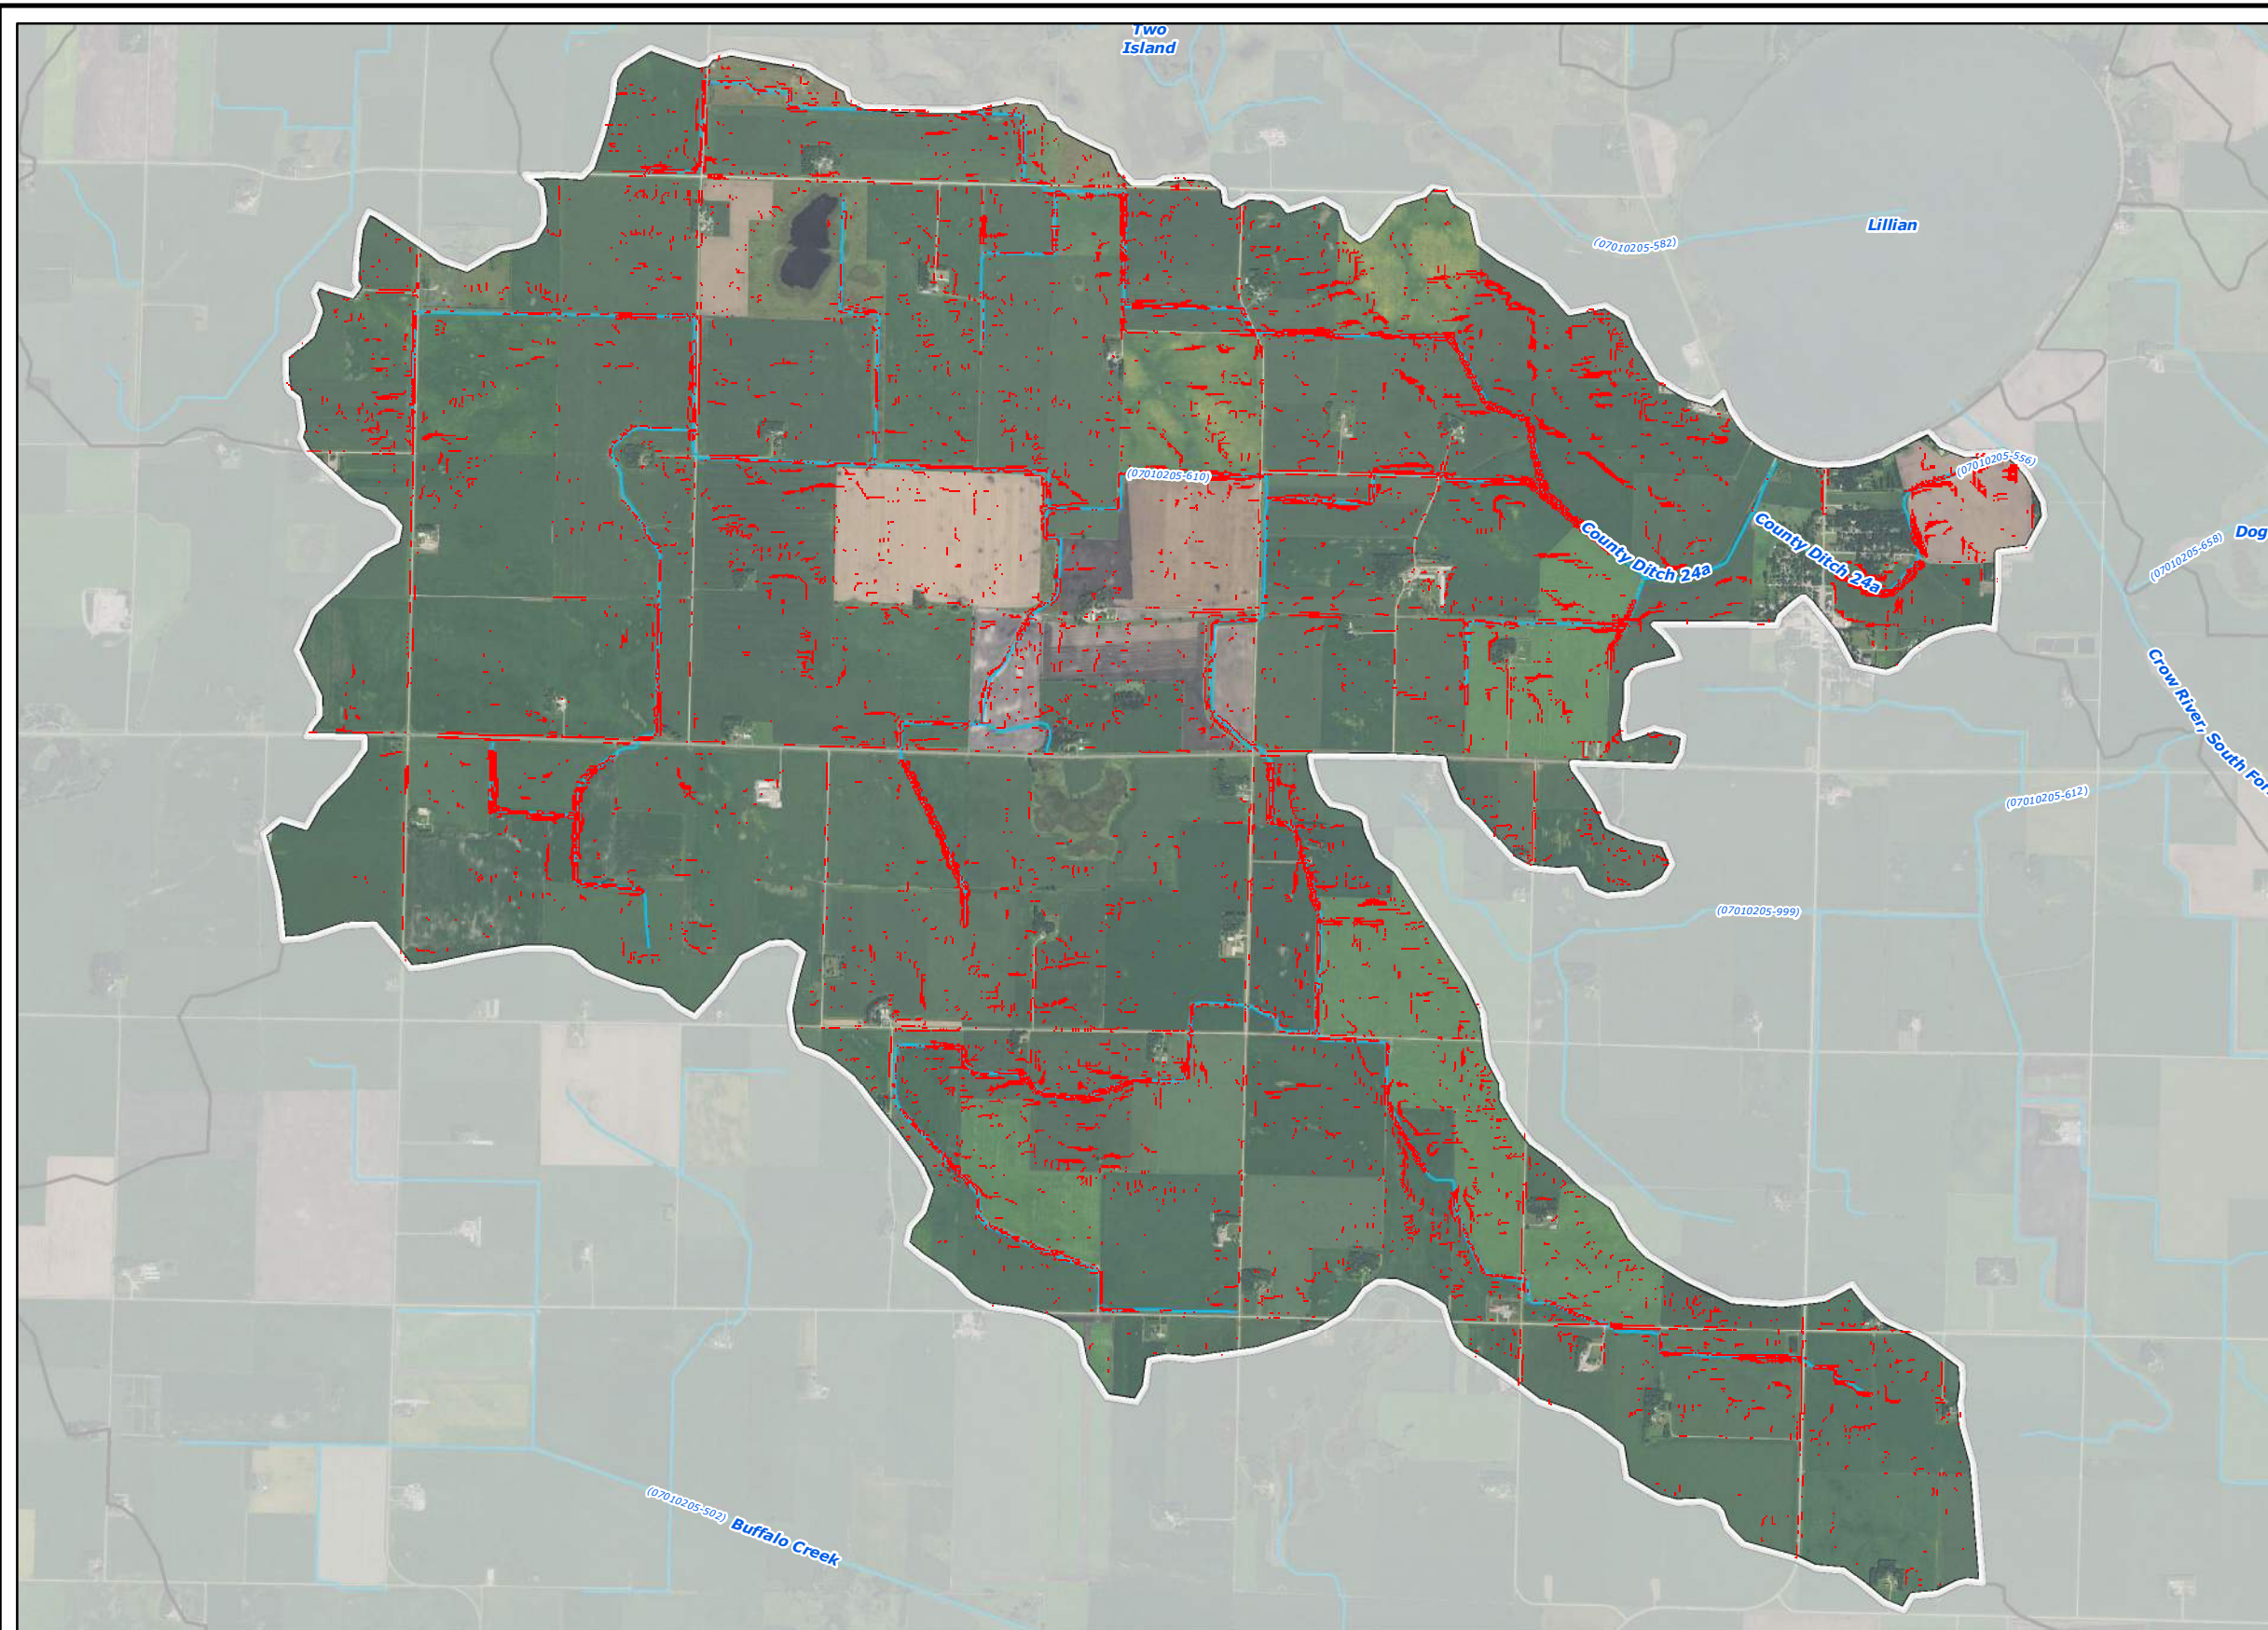 Two
Island
Lillian
(07010205-582)
(07010205-610)
(07010205-556)
County Ditch 24a
County Ditch 24a
Dog
(07010205-658)
Crow River, South For
(07010205-612)
(07010205-999)
(07010205-502) Buffalo Creek